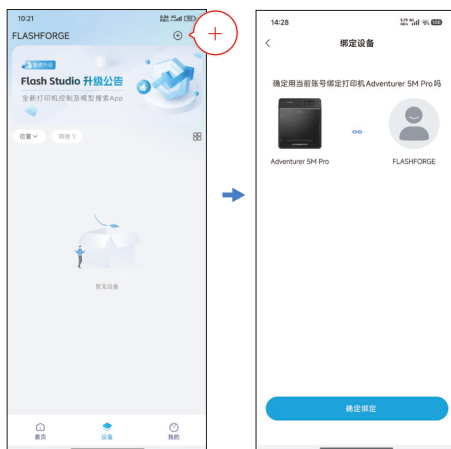 10:21
FLASHFORGE
Flash Studio 升级公告
全新打印机控制及模型搜索App
位置
筛选
暂无设备
首页
设备
我的
14:28
绑定设备
确定用当前账号绑定打印机Adventurer 5M Pro吗
Adventurer 5M Pro
FLASHFORGE
确定绑定